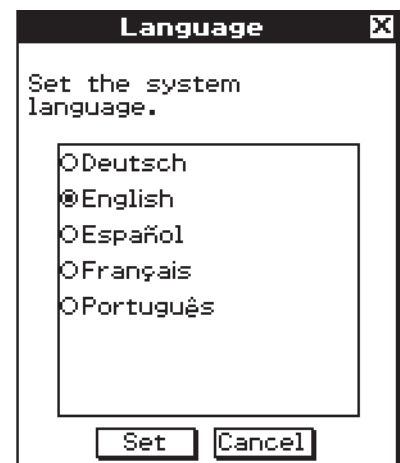 Language
Set the system
language.
Deutsch
English
Español
Français
Português
Set Cancel